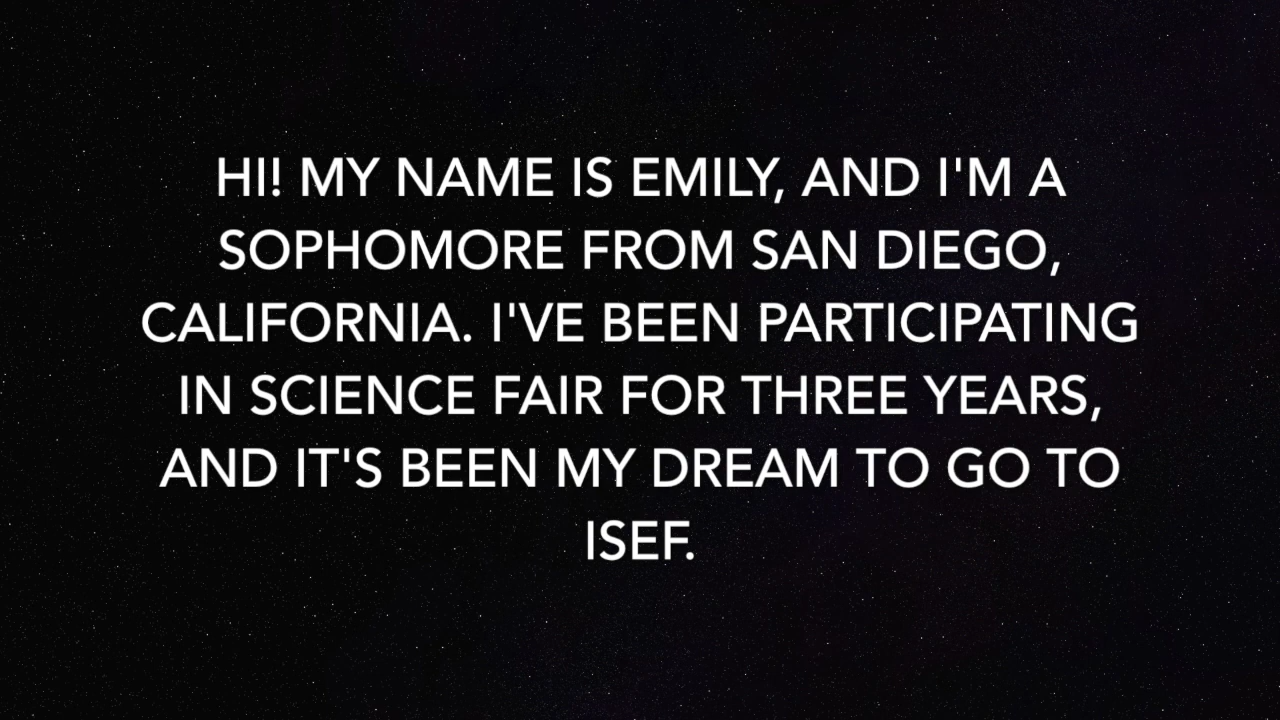 HI! MY NAME IS EMILY, AND I'M A
SOPHOMORE FROM SAN DIEGO,
CALIFORNIA. I'VE BEEN PARTICIPATING
IN SCIENCE FAIR FOR THREE YEARS,
AND IT'S BEEN MY DREAM TO GO TO
ISEF.